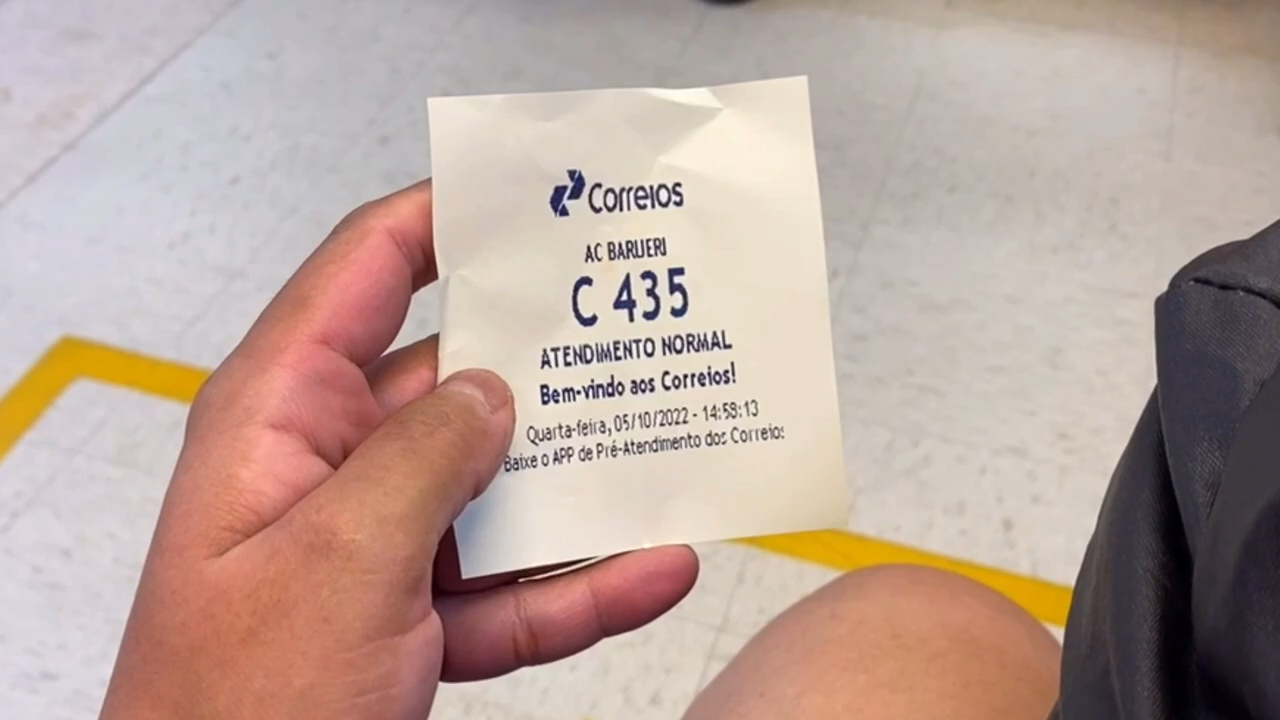 Correios
AC BARUERI
C 435
ATENDIMENTO NORMAL
Bem-vindo aos Correios!
Quarta-feira, 05/10/2022 - 14:59:13
Baixe o APP de Pré-Atendimento dos Correios